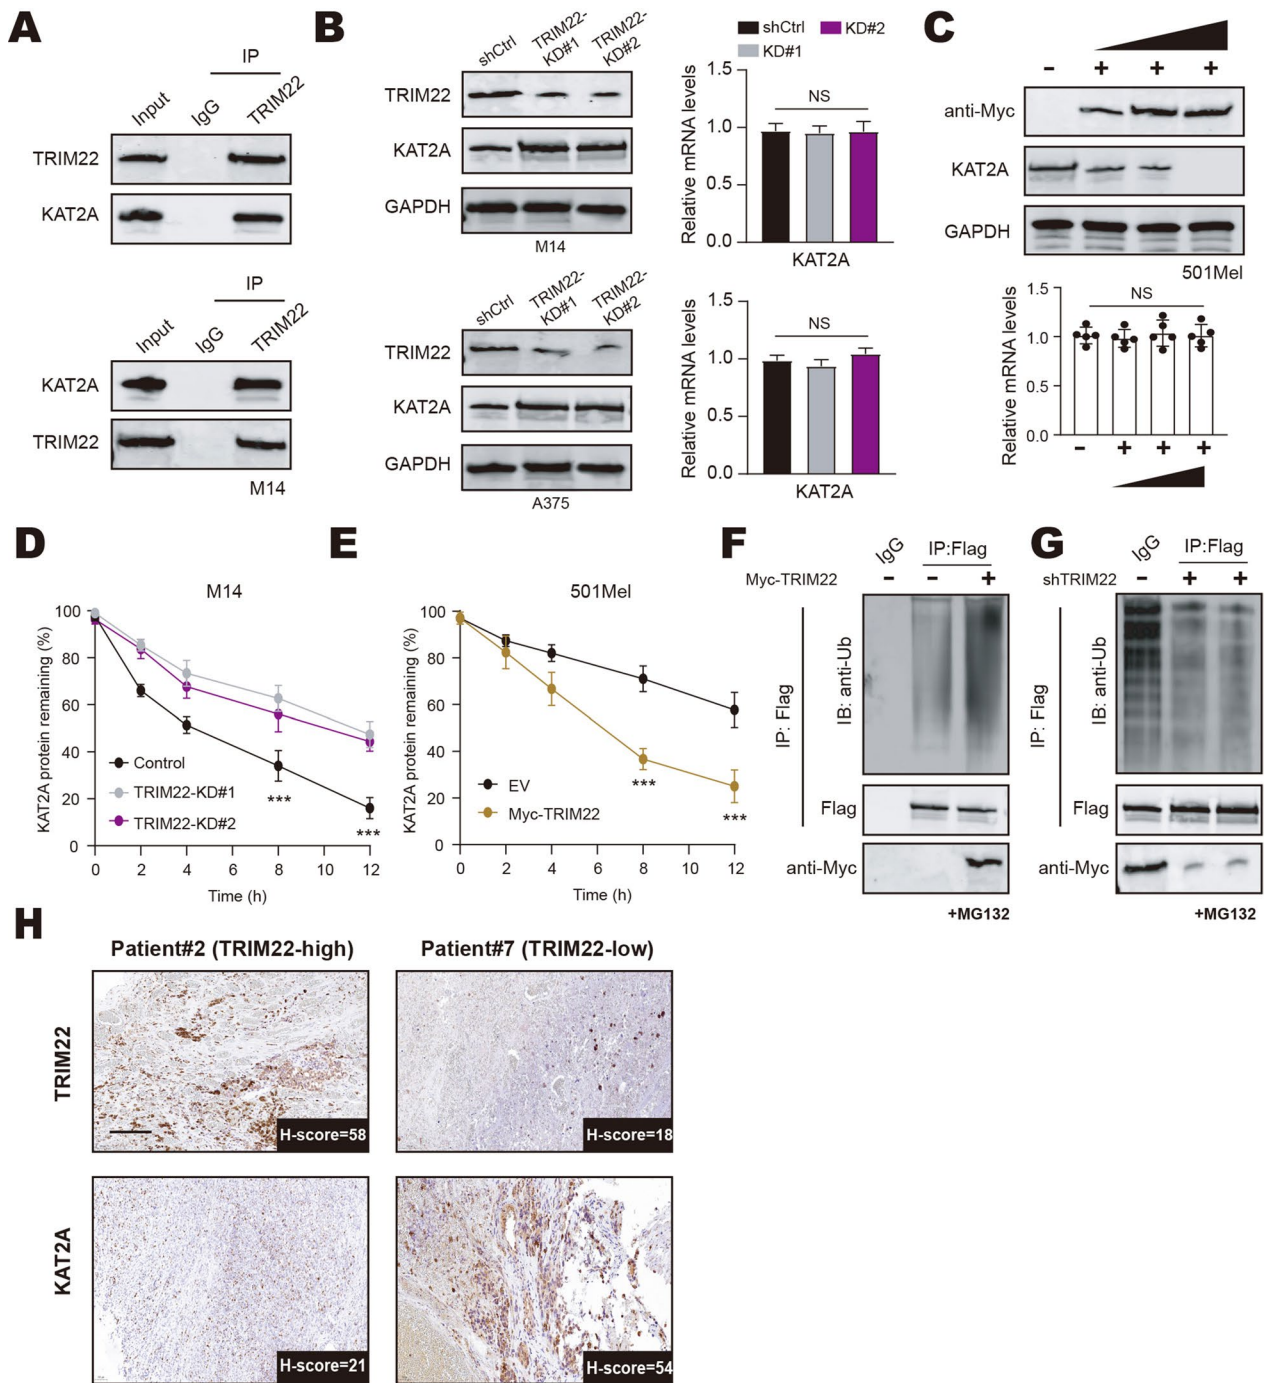 A
IP
Input
IgG
TRIM22
TRIM22
KAT2A
IP
Input
IgG
TRIM22
KAT2A
TRIM22
M14
B
shCtrl
TRIM22-
KD#1
TRIM22-
KD#2
TRIM22
KAT2A
GAPDH
M14
shCtrl
TRIM22-
KD#1
TRIM22-
KD#2
TRIM22
KAT2A
GAPDH
A375
shCtrl
KD#2
KD#1
Relative mRNA levels
1.5
1.0
0.5
0.0
NS
KAT2A
Relative mRNA levels
1.5
1.0
0.5
0.0
NS
KAT2A
C
- + + +
anti-Myc
KAT2A
GAPDH
501Mel
Relative mRNA levels
1.5
1.0
0.5
0.0
NS
- + + +
D
M14
KAT2A protein remaining (%)
100
80
60
40
20
0
Control
TRIM22-KD#1
TRIM22-KD#2
***
***
0 2 4 6 8 10 12
Time (h)
E
501Mel
KAT2A protein remaining (%)
100
80
60
40
20
0
EV
Myc-TRIM22
***
***
0 2 4 6 8 10 12
Time (h)
F
IgG
IP:Flag
Myc-TRIM22 - - +
IP: Flag
IB: anti-Ub
Flag
anti-Myc
+MG132
G
IgG
IP:Flag
shTRIM22 - + +
IP: Flag
IB: anti-Ub
Flag
anti-Myc
+MG132
H
Patient#2 (TRIM22-high)
Patient#7 (TRIM22-low)
TRIM22
H-score=58
H-score=18
KAT2A
H-score=21
H-score=54